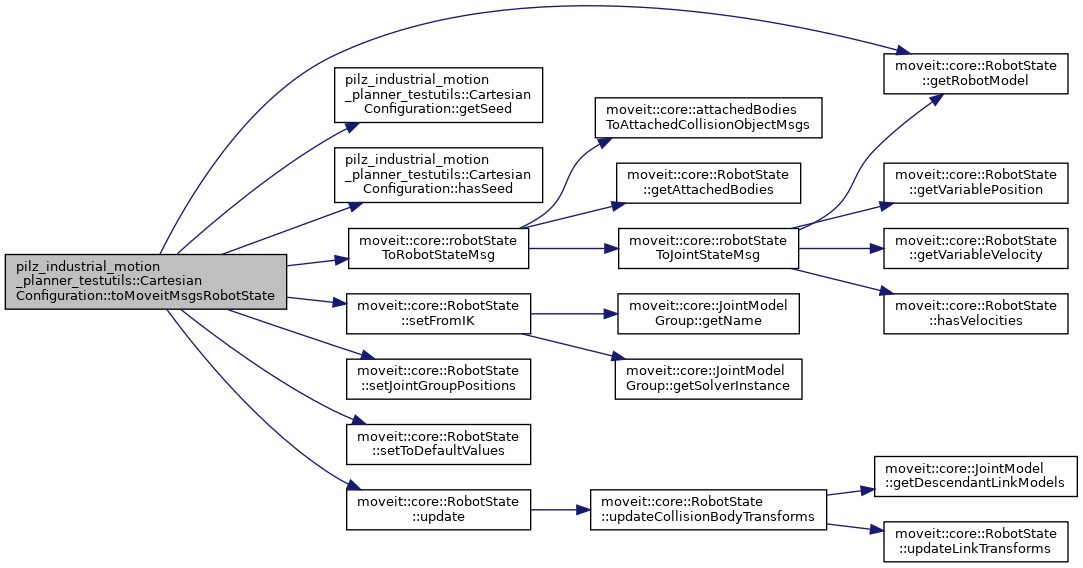 pilz_industrial_motion
_planner_testutils::Cartesian
Configuration::toMoveitMsgsRobotState
pilz_industrial_motion
_planner_testutils::Cartesian
Configuration::getSeed
pilz_industrial_motion
_planner_testutils::Cartesian
Configuration::hasSeed
moveit::core::robotState
ToRobotStateMsg
moveit::core::RobotState
::setFromIK
moveit::core::RobotState
::setJointGroupPositions
moveit::core::RobotState
::setToDefaultValues
moveit::core::RobotState
::update
moveit::core::attachedBodies
ToAttachedCollisionObjectMsgs
moveit::core::RobotState
::getAttachedBodies
moveit::core::robotState
ToJointStateMsg
moveit::core::JointModel
Group::getName
moveit::core::JointModel
Group::getSolverInstance
moveit::core::RobotState
::updateCollisionBodyTransforms
moveit::core::RobotState
::getRobotModel
moveit::core::RobotState
::getVariablePosition
moveit::core::RobotState
::getVariableVelocity
moveit::core::RobotState
::hasVelocities
moveit::core::JointModel
::getDescendantLinkModels
moveit::core::RobotState
::updateLinkTransforms